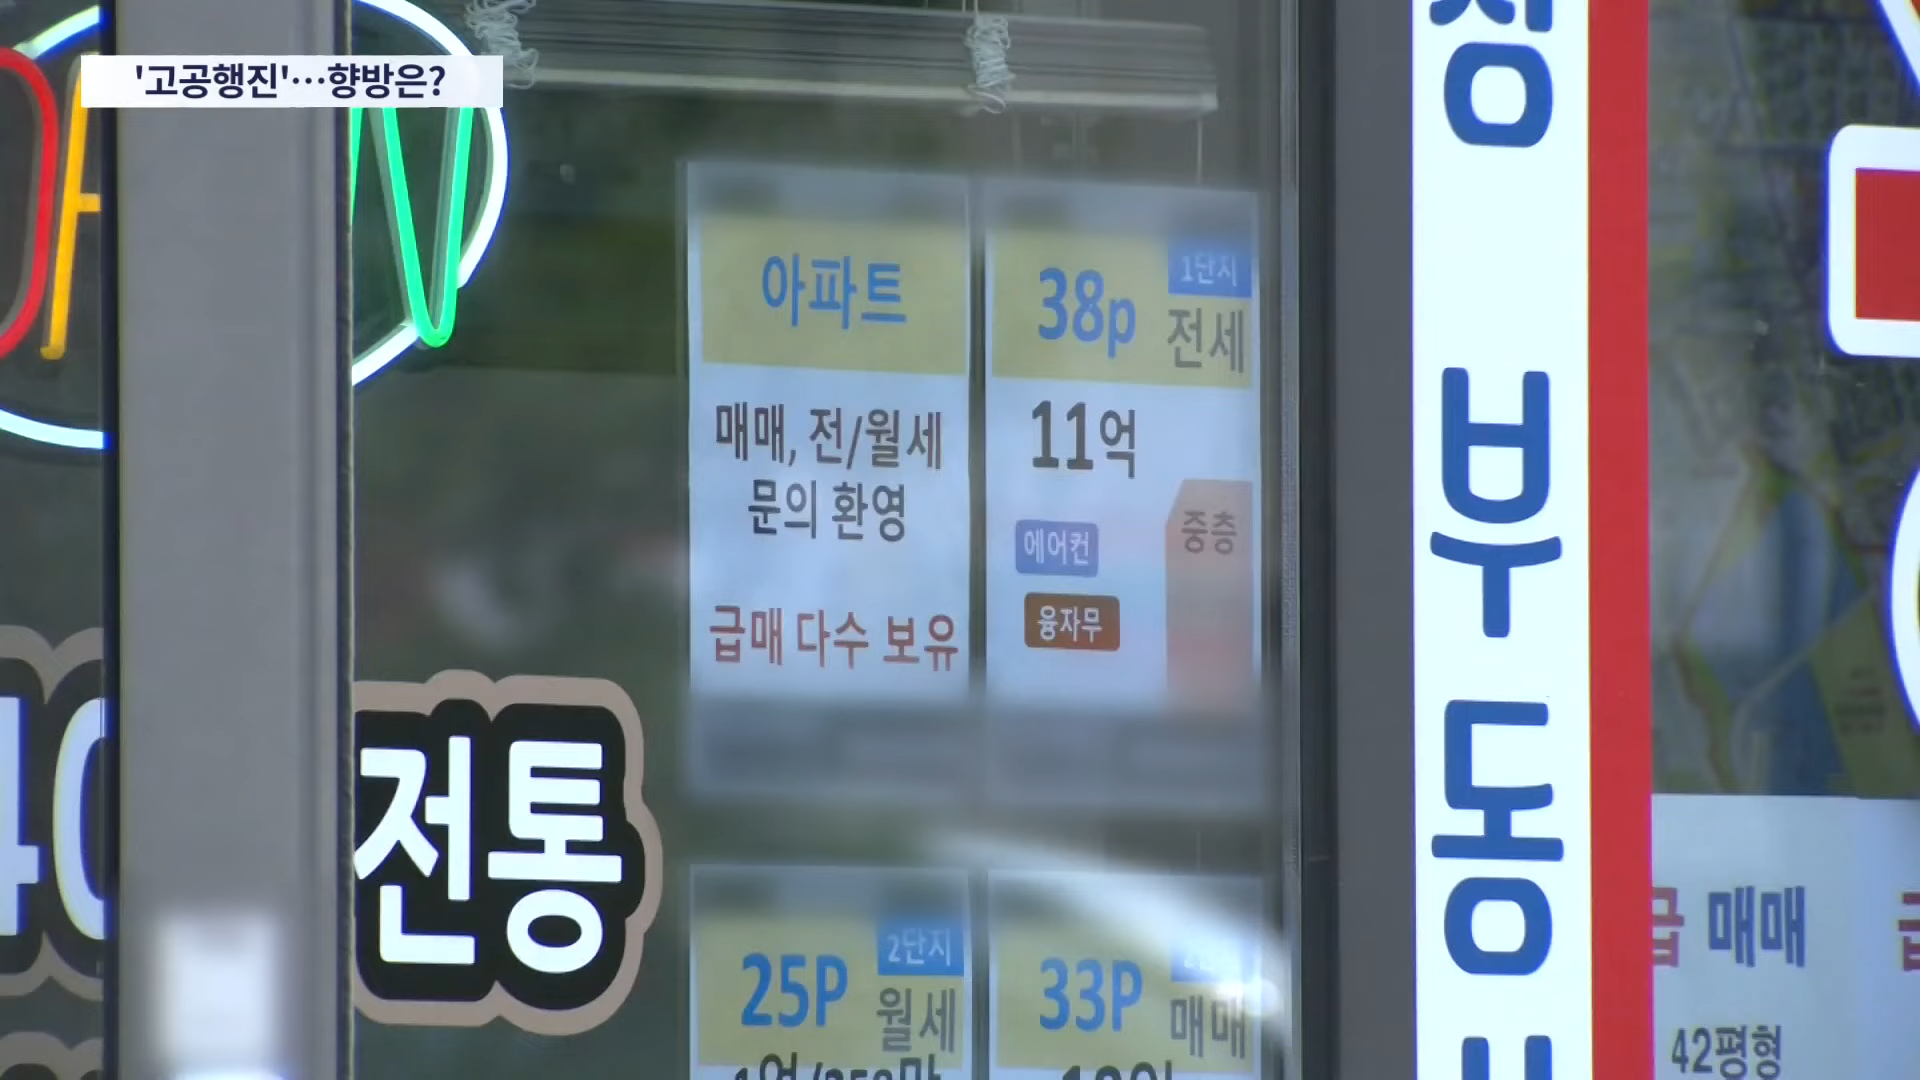 '고공행진'…향방은?
아파트
매매, 전/월세
문의 환영
급매 다수 보유
38p
1단지
전세
11억
에어컨
중층
융자무
전통
25P
2단지
월세
33P
매매
부동
급 매매
42평형